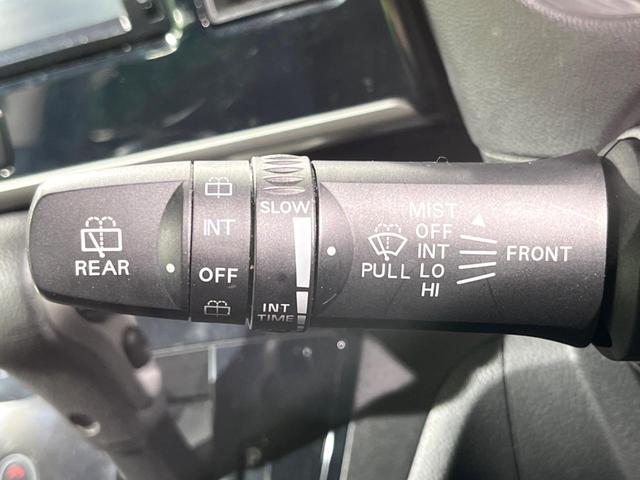 REAR
INT
OFF
SLOW
INT
TIME
PULL
MIST
OFF
INT
LO
HI
FRONT